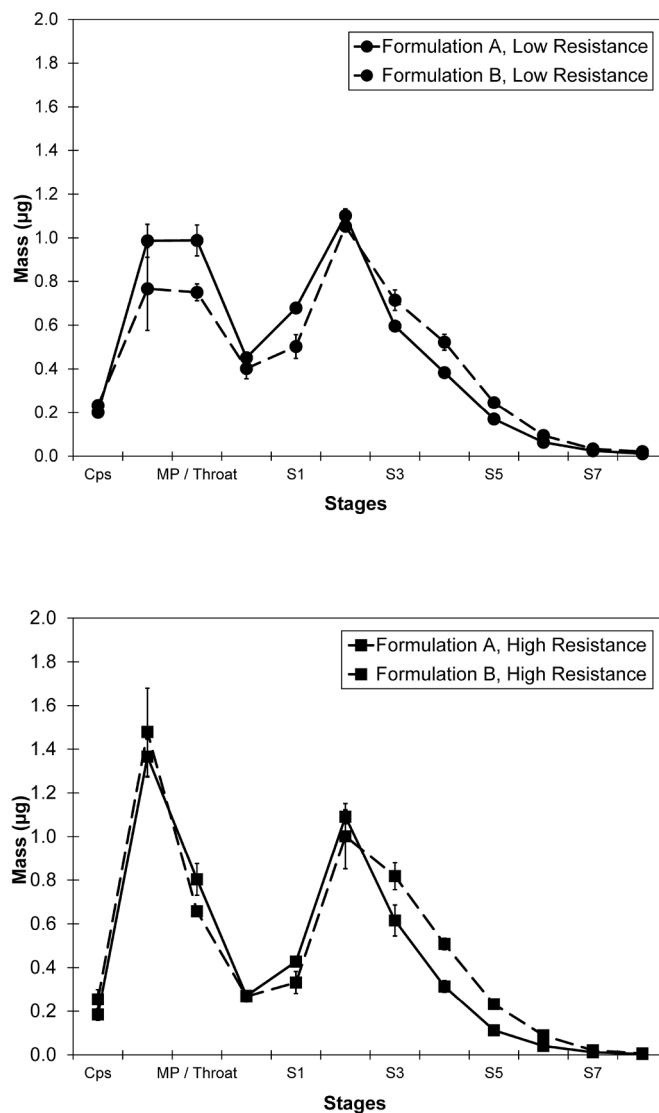 2.0
1.8
1.6
1.4
1.2
1.0
0.8
0.6
0.4
0.2
0.0
Mass (µg)
Formulation A, Low Resistance
Formulation B, Low Resistance
Cps MP / Throat S1 S3 S5 S7
Stages
2.0
1.8
1.6
1.4
1.2
1.0
0.8
0.6
0.4
0.2
0.0
Mass (µg)
Formulation A, High Resistance
Formulation B, High Resistance
Cps MP / Throat S1 S3 S5 S7
Stages